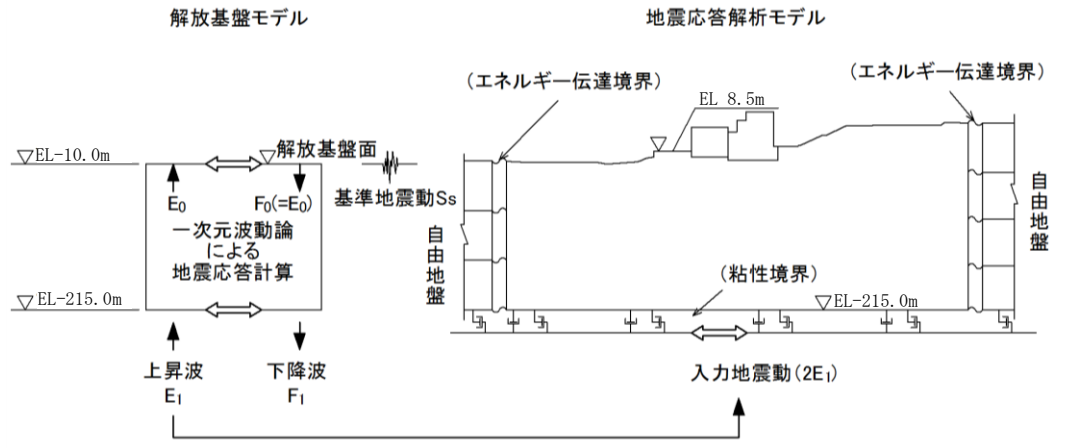 解放基盤モデル
地震応答解析モデル
(エネルギー伝達境界)
(エネルギー伝達境界)
EL 8.5m
EL-10.0m
解放基盤面
基準地震動Ss
E0
F0(=E0)
一次元波動論
による
地震応答計算
自由地盤
自由地盤
(粘性境界)
EL-215.0m
EL-215.0m
上昇波
E1
下降波
F1
入力地震動(2E1)